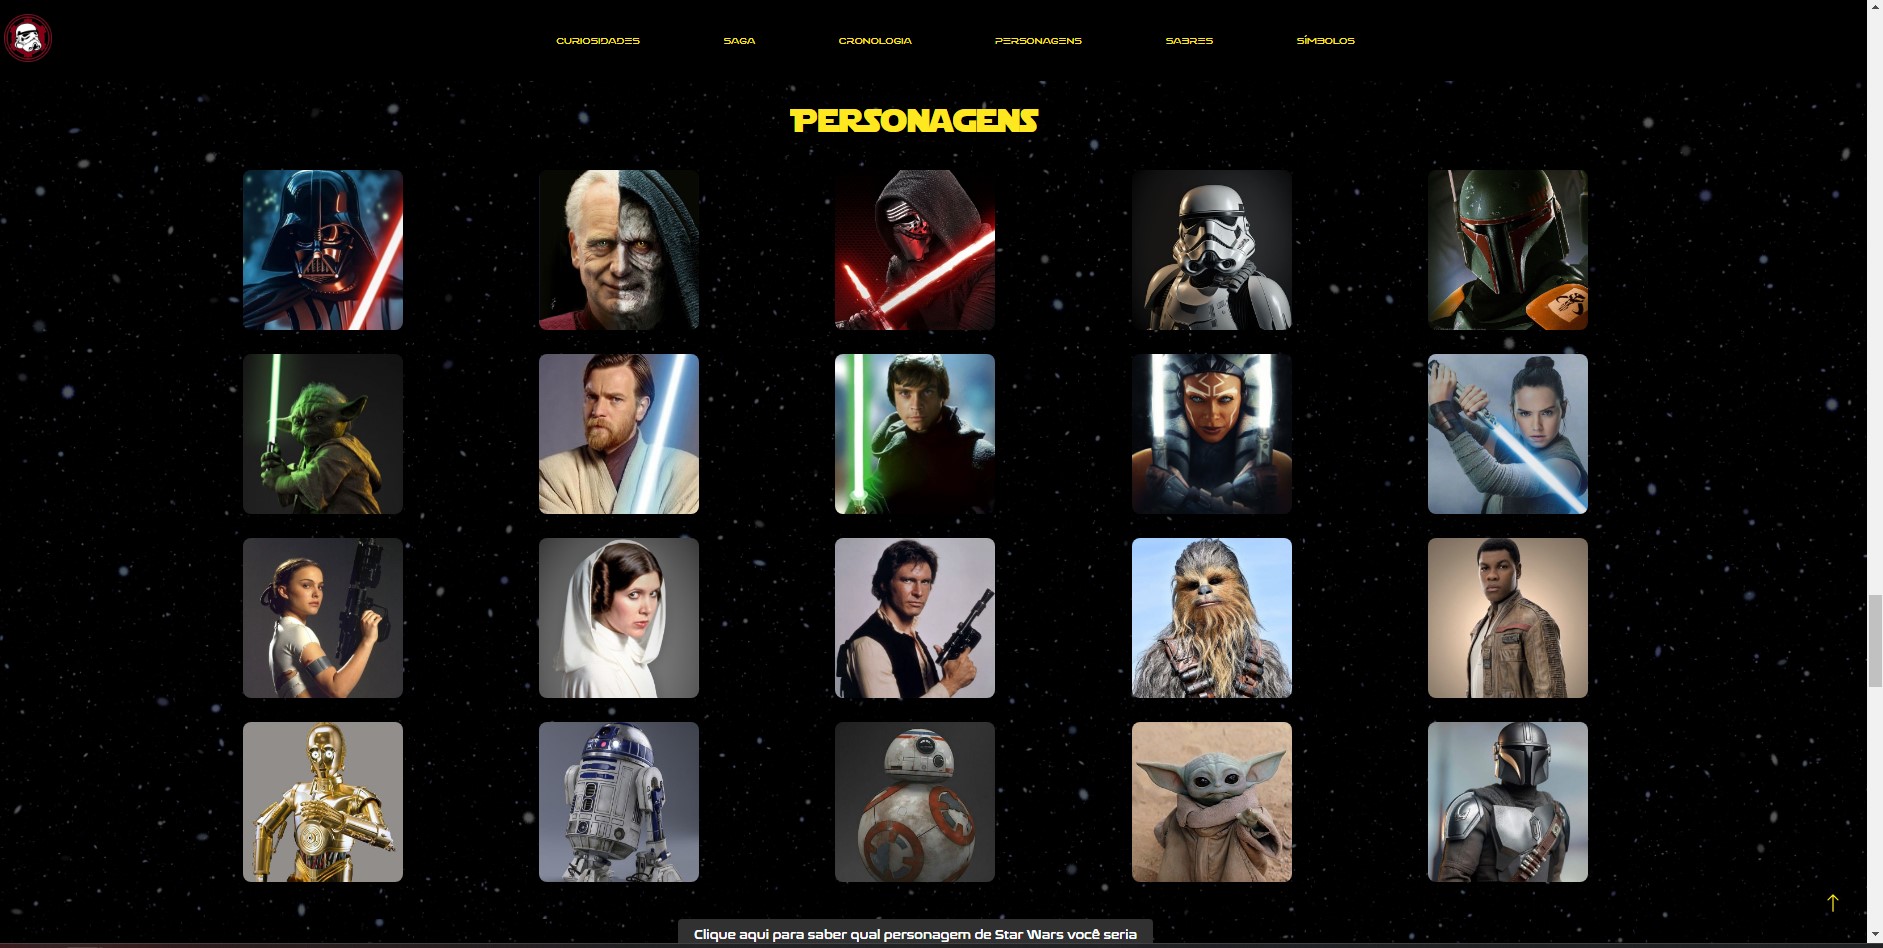 CURIOSIDADES SAGA CRONOLOGIA PERSONAGENS SABRES SÍMBOLOS
PERSONAGENS
Clique aqui para saber qual personagem de Star Wars você seria